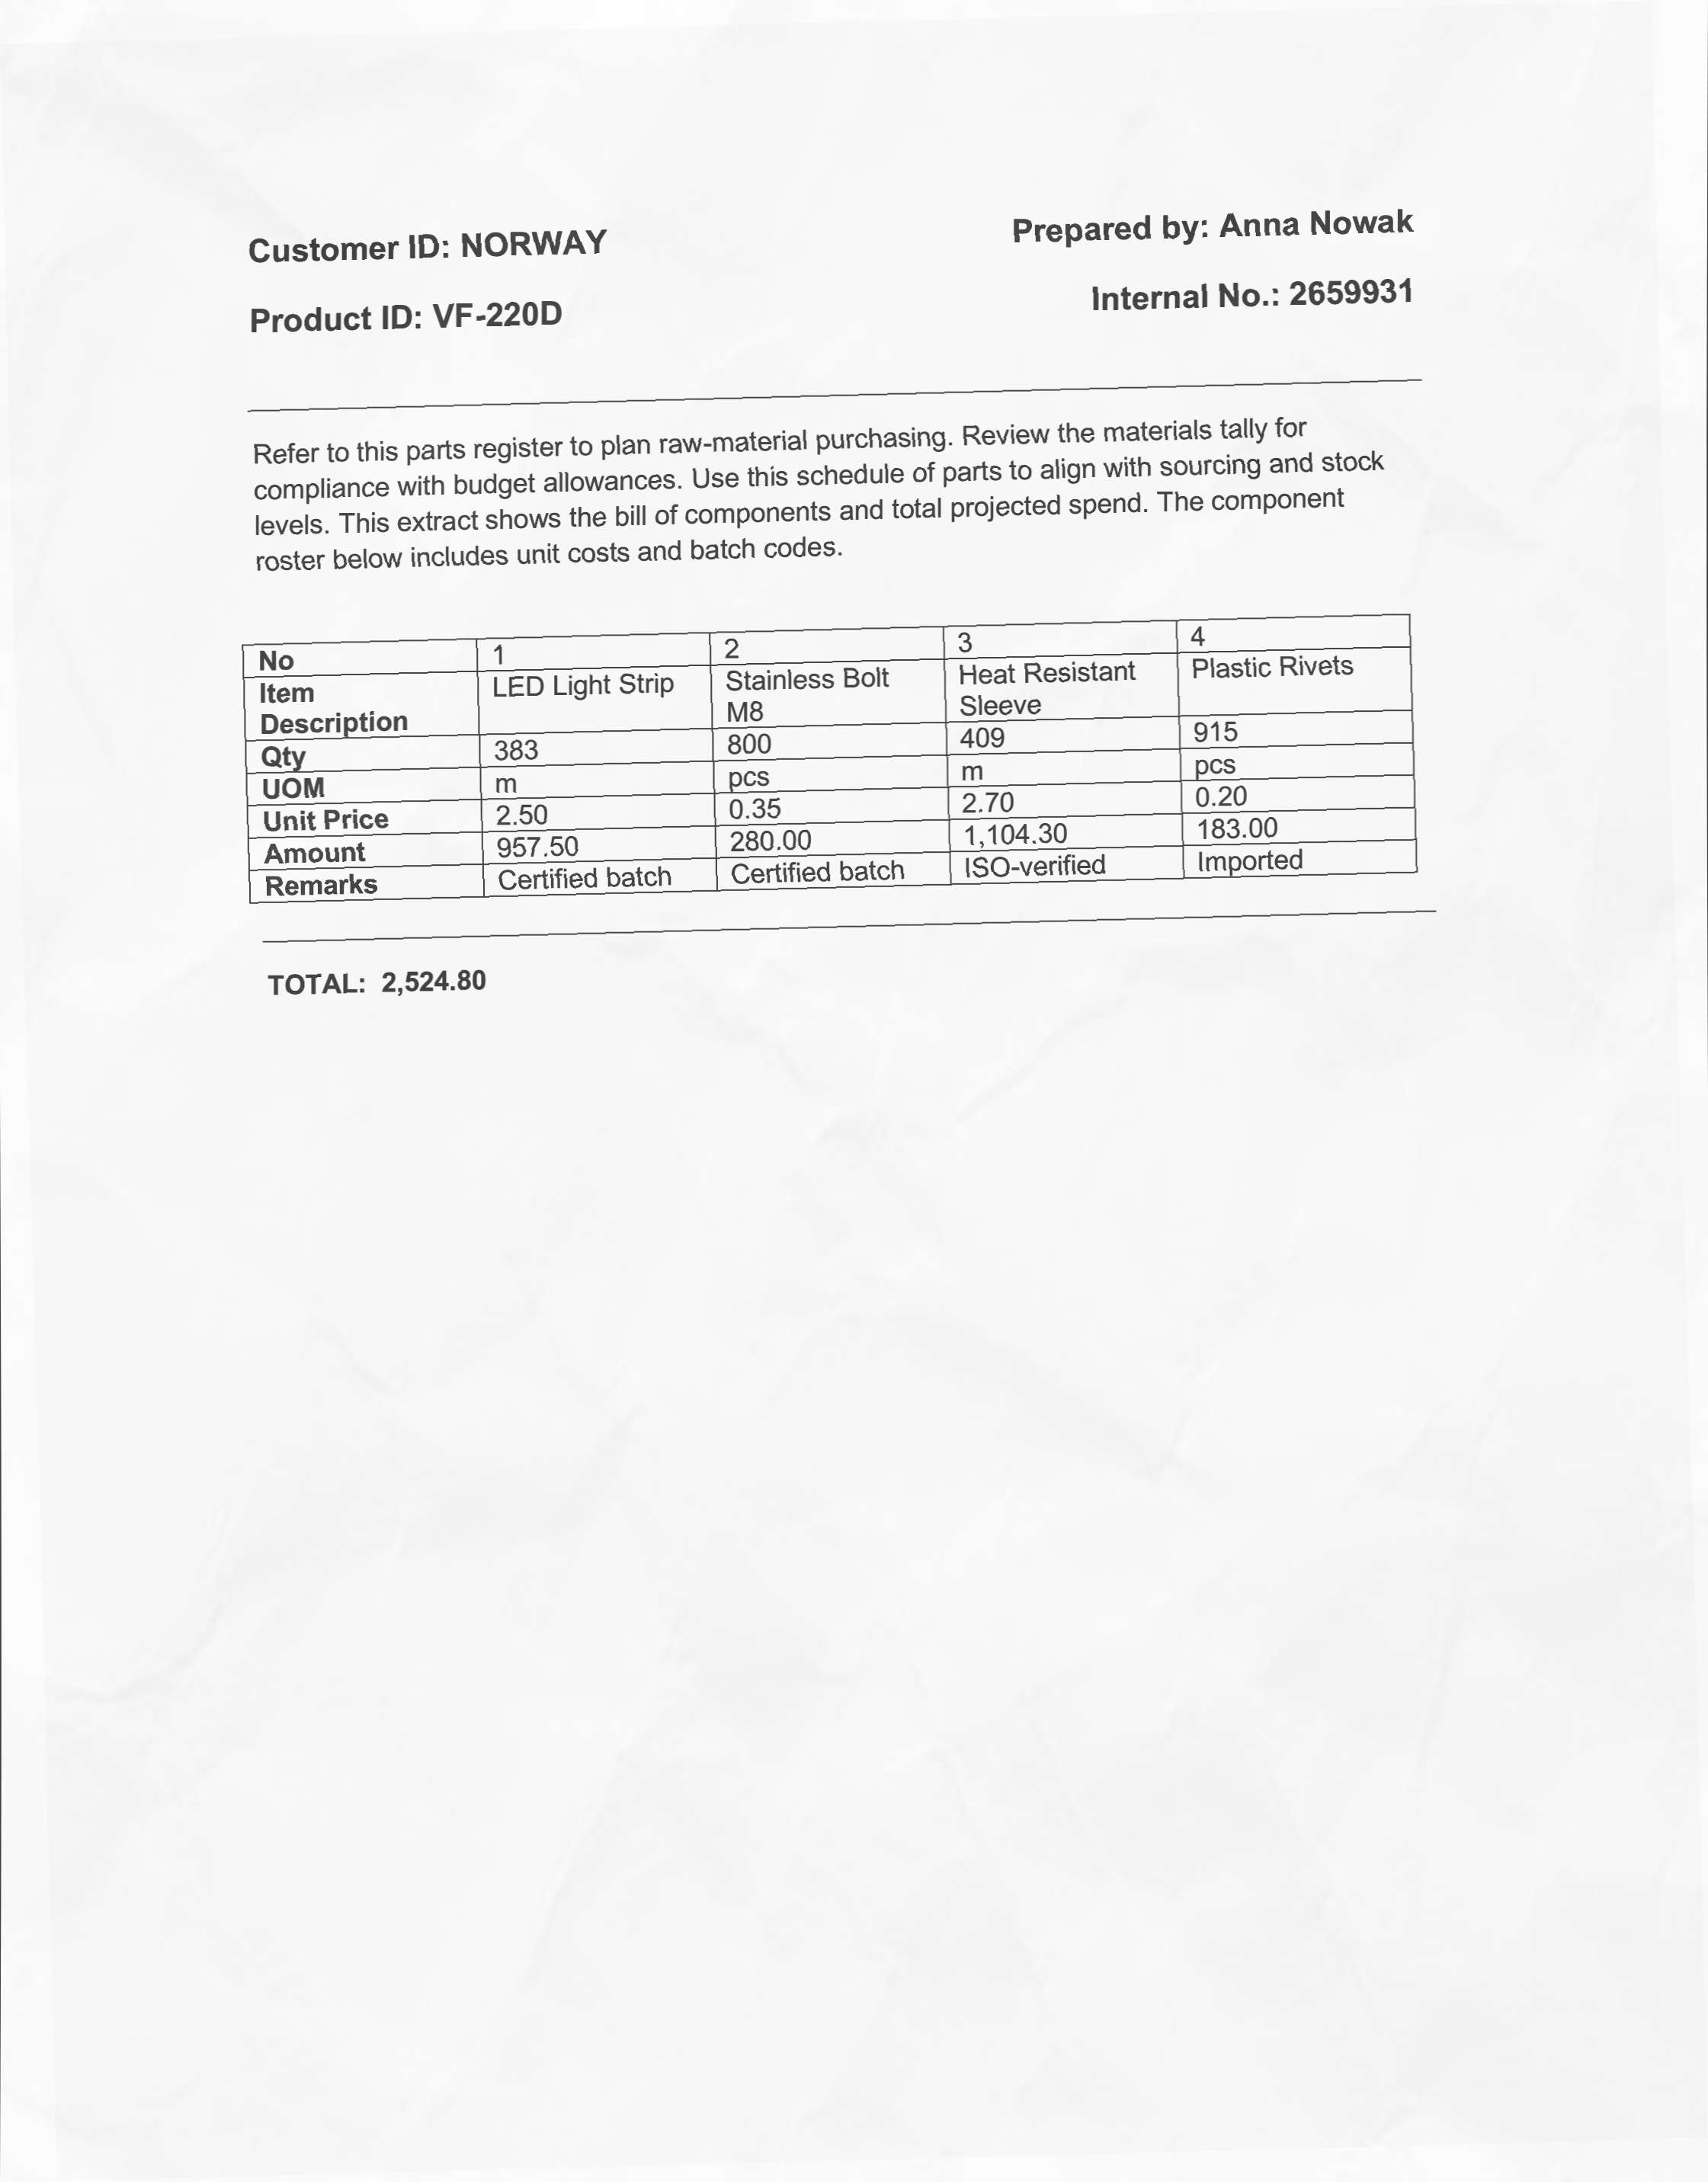 Customer ID: NORWAY
Prepared by: Anna Nowak
Product ID: VF-220D
Internal No.: 2659931
Refer to this parts register to plan raw-material purchasing. Review the materials tally for
compliance with budget allowances. Use this schedule of parts to align with sourcing and stock
levels. This extract shows the bill of components and total projected spend. The component
roster below includes unit costs and batch codes.
No 1 2 3 4
Item Description LED Light Strip Stainless Bolt M8 Heat Resistant Sleeve Plastic Rivets
Qty 383 800 409 915
UOM m pcs m pcs
Unit Price 2.50 0.35 2.70 0.20
Amount 957.50 280.00 1,104.30 183.00
Remarks Certified batch Certified batch ISO-verified Imported
TOTAL: 2,524.80